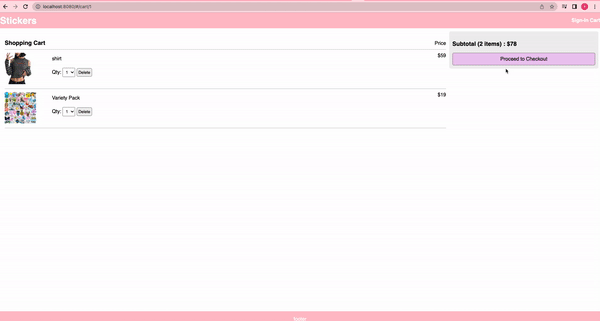 localhost:8080/#/cart/1
Stickers
Sign-In Cart
Shopping Cart
Price
Subtotal (2 items) : $78
Proceed to Checkout
shirt
$59
Qty: 1 Delete
Variety Pack
$19
Qty: 1 Delete